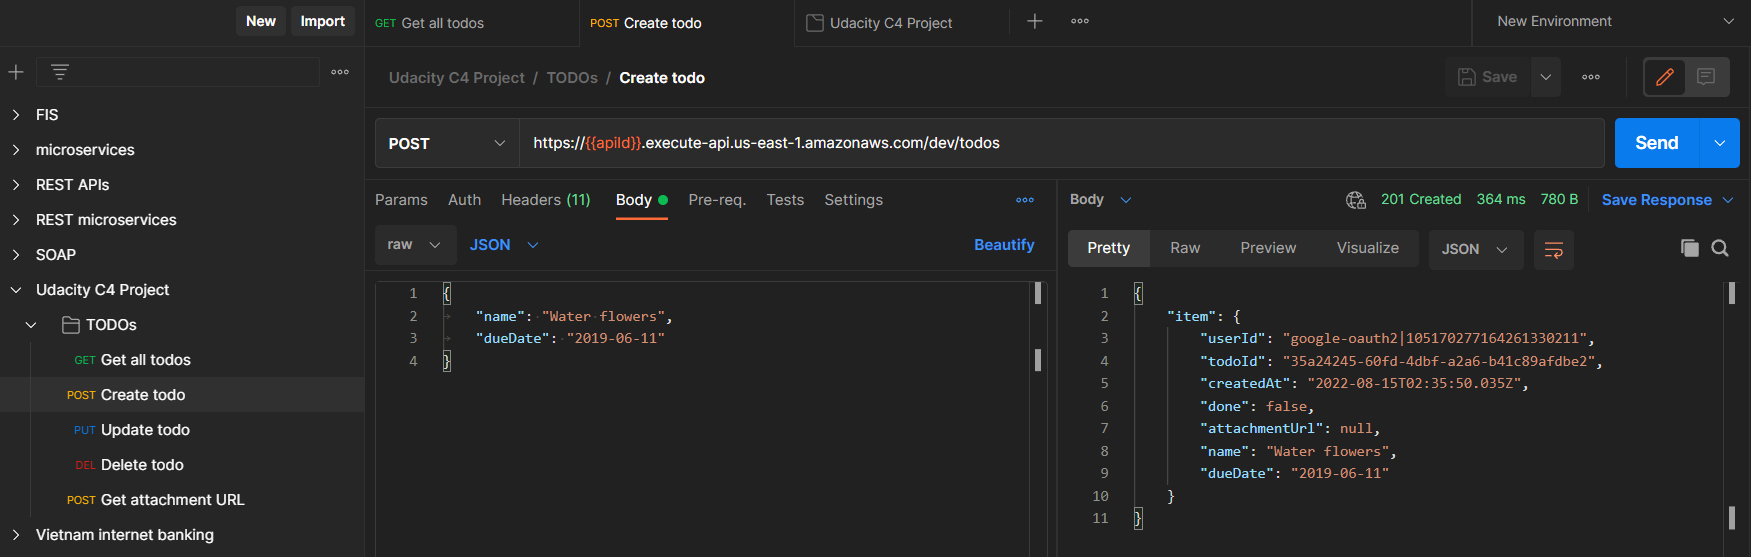 New Import
GET Get all todos
POST Create todo
Udacity C4 Project
New Environment
Udacity C4 Project / TODOs / Create todo
Save
FIS
microservices
REST APIs
REST microservices
SOAP
Udacity C4 Project
TODOs
GET Get all todos
POST Create todo
PUT Update todo
DEL Delete todo
POST Get attachment URL
Vietnam internet banking
POST https://{{apiId}}.execute-api.us-east-1.amazonaws.com/dev/todos Send
Params Auth Headers (11) Body Pre-req. Tests Settings
raw JSON Beautify
1 {
2 "name": "Water flowers",
3 "dueDate": "2019-06-11"
4 }
Body 201 Created 364 ms 780 B Save Response
Pretty Raw Preview Visualize JSON
1 {
2 "item": {
3 "userId": "google-oauth2|105170277164261330211",
4 "todoId": "35a24245-60fd-4dbf-a2a6-b41c89afdbe2",
5 "createdAt": "2022-08-15T02:35:50.035Z",
6 "done": false,
7 "attachmentUrl": null,
8 "name": "Water flowers",
9 "dueDate": "2019-06-11"
10 }
11 }